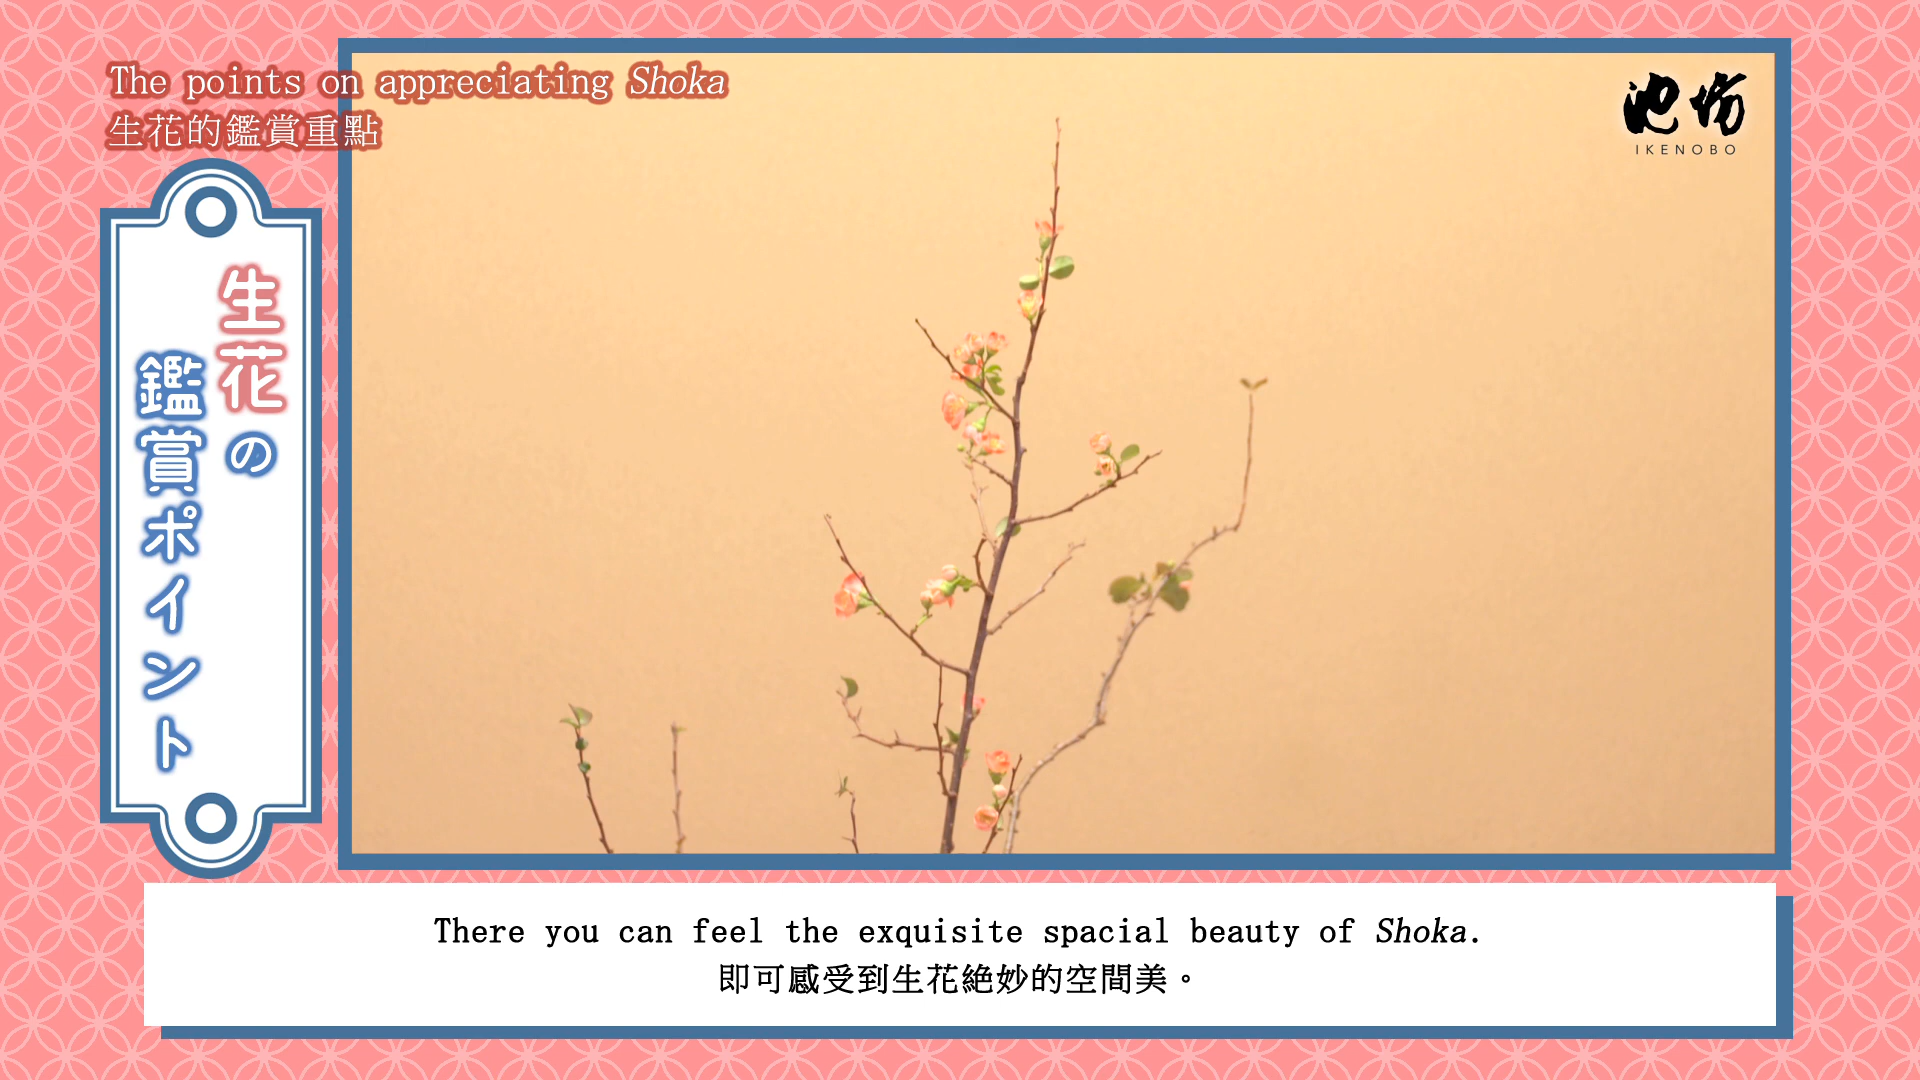 The points on appreciating Shoka
生花的鑑賞重點
池坊
IKENOBO
生花の
鑑賞ポイント
There you can feel the exquisite spacial beauty of Shoka.
即可感受到生花絶妙的空間美。